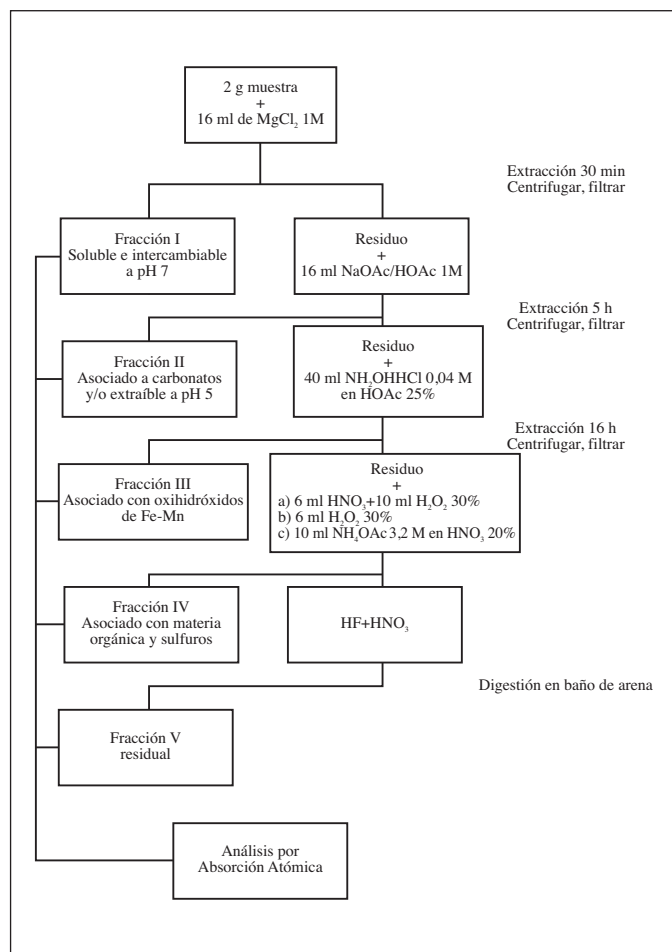 2 g muestra
+
16 ml de MgCl₂ 1M
Extracción 30 min
Centrifugar, filtrar
Fracción I
Soluble e intercambiable
a pH 7
Residuo
+
16 ml NaOAc/HOAc 1M
Extracción 5 h
Centrifugar, filtrar
Fracción II
Asociado a carbonatos
y/o extraíble a pH 5
Residuo
+
40 ml NH₂OHHCl 0,04 M
en HOAc 25%
Extracción 16 h
Centrifugar, filtrar
Fracción III
Asociado con oxihidróxidos
de Fe-Mn
Residuo
+
a) 6 ml HNO₃+10 ml H₂O₂ 30%
b) 6 ml H₂O₂ 30%
c) 10 ml NH₄OAc 3,2 M en HNO₃ 20%
Fracción IV
Asociado con materia
orgánica y sulfuros
HF+HNO₃
Digestión en baño de arena
Fracción V
residual
Análisis por
Absorción Atómica